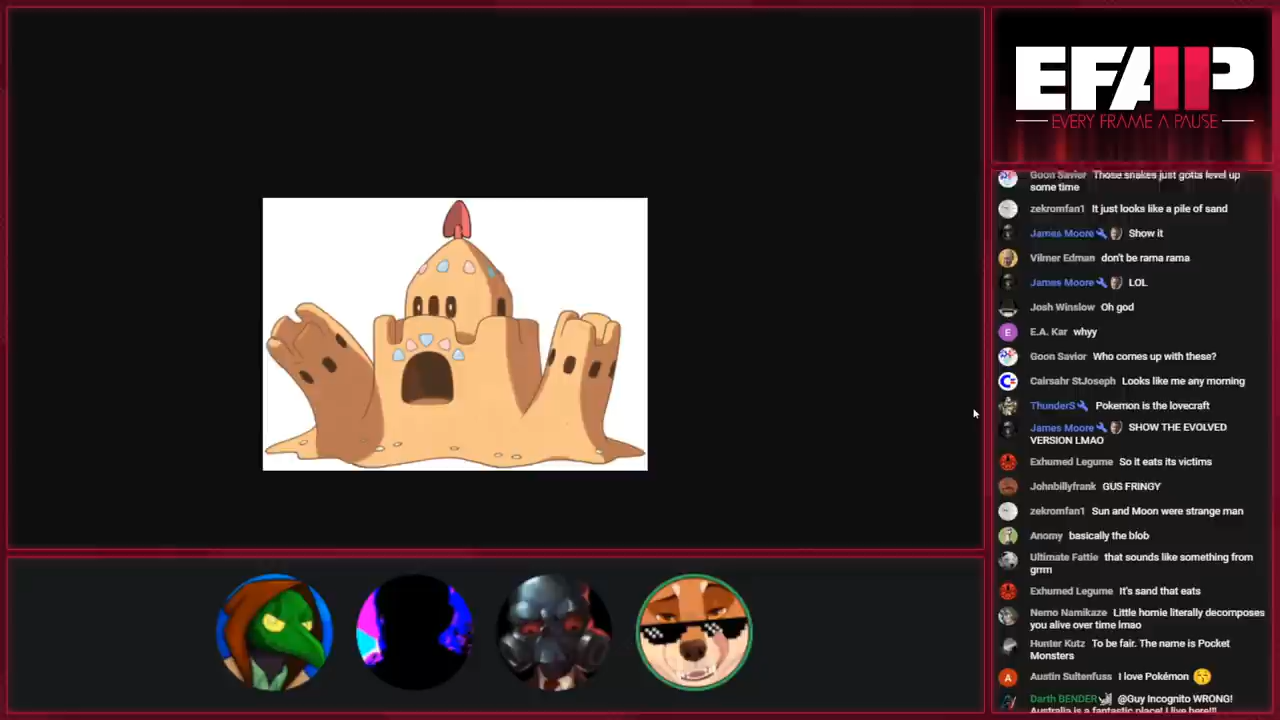 EFAP
EVERY FRAME A PAUSE
Goon Savior Those snakes just gotta level up
some time
zekromfan1 It just looks like a pile of sand
James Moore Show it
Vilmer Edman don't be rama rama
James Moore LOL
Josh Winslow Oh god
E
E.A. Kar whyy
Goon Savior Who comes up with these?
Cairsahr StJoseph Looks like me any morning
ThunderS Pokemon is the lovecraft
James Moore SHOW THE EVOLVED
VERSION LMAO
Exhumed Legume So it eats its victims
Johnbillyfrank GUS FRINGY
zekromfan1 Sun and Moon were strange man
Anomy basically the blob
Ultimate Fattie that sounds like something from
grrm
Exhumed Legume It's sand that eats
Nemo Namikaze Little homie literally decomposes
you alive over time lmao
Hunter Kutz To be fair. The name is Pocket
Monsters
A
Austin Sultenfuss I love Pokémon
Darth BENDER @Guy Incognito WRONG!
Australia is a fantastic place! I live here!!!